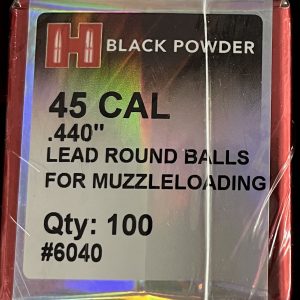 H BLACK POWDER
45 CAL
.440"
LEAD ROUND BALLS
FOR MUZZLELOADING
Qty: 100
#6040